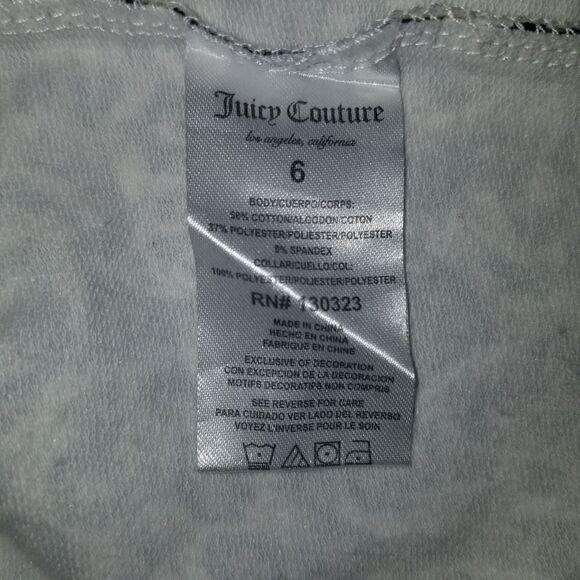 Juicy Couture
los angeles, california
6
BODY/CUERPO/CORPS:
58% COTTON/ALGODON/COTON
37% POLYESTER/POLIESTER/POLYESTER
5% SPANDEX
COLLAR/CUELLO/COL:
100% POLYESTER/POLIESTER/POLYESTER
RN# 130323
MADE IN CHINA
HECHO EN CHINA
FABRIQUE EN CHINE
EXCLUSIVE OF DECORATION
CON EXCEPCION DE LA DECORACION
MOTIFS DECORATIFS NON COMPRIS
SEE REVERSE FOR CARE
PARA CUIDADO VER LADO DEL REVERSO
VOYEZ L'INVERSE POUR LE SOIN